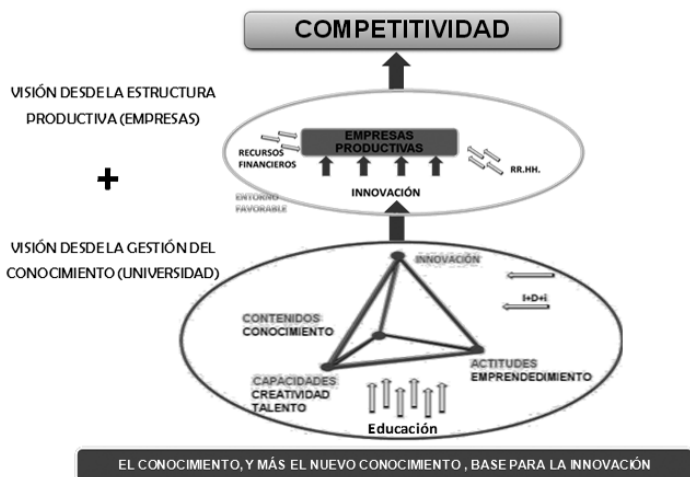 COMPETITIVIDAD
VISIÓN DESDE LA ESTRUCTURA
PRODUCTIVA (EMPRESAS)
EMPRESAS
PRODUCTIVAS
RECURSOS
FINANCIEROS
RR.HH.
INNOVACIÓN
ENTORNO
FAVORABLE
+
VISIÓN DESDE LA GESTIÓN DEL
CONOCIMIENTO (UNIVERSIDAD)
INNOVACIÓN
I+D+i
CONTENIDOS
CONOCIMIENTO
ACTITUDES
EMPRENDEDIMIENTO
CAPACIDADES
CREATIVIDAD
TALENTO
Educación
EL CONOCIMIENTO, Y MÁS EL NUEVO CONOCIMIENTO , BASE PARA LA INNOVACIÓN